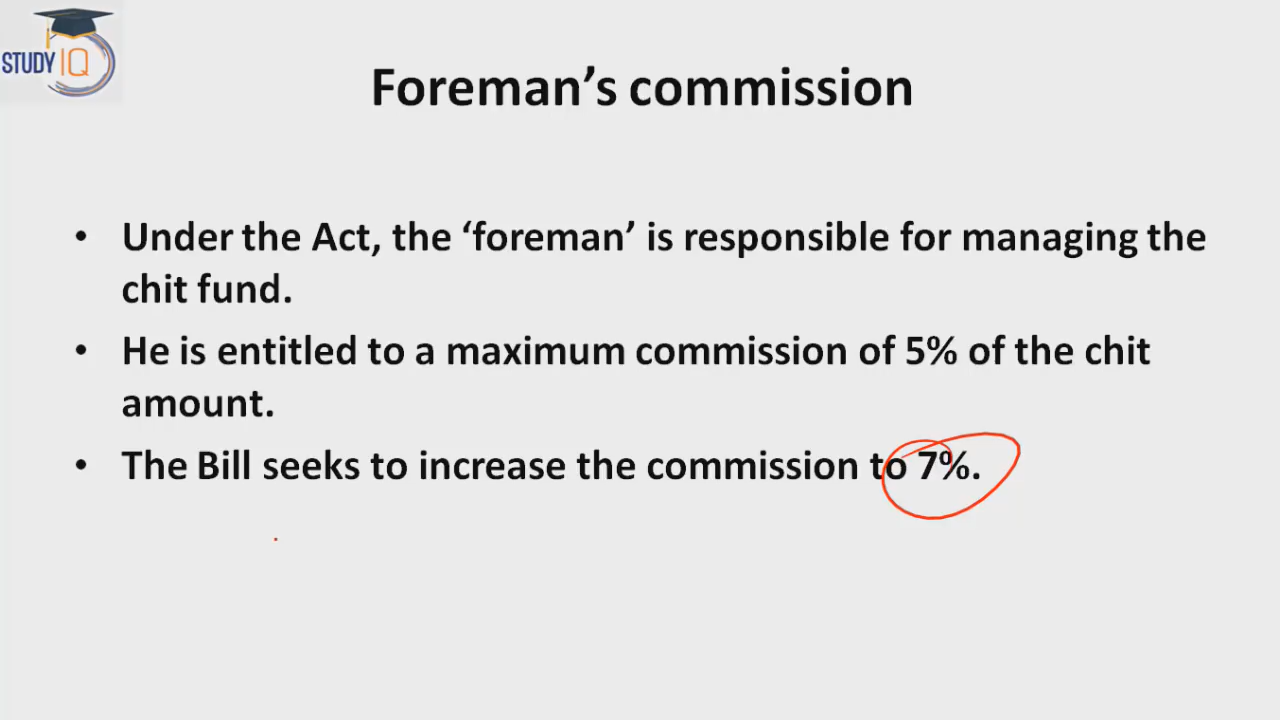 STUDY IQ
Foreman’s commission
• Under the Act, the ‘foreman’ is responsible for managing the
chit fund.
• He is entitled to a maximum commission of 5% of the chit
amount.
• The Bill seeks to increase the commission to 7%.